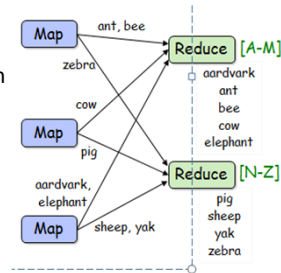 ant, bee
Map
Reduce [A-M]
zebra
aardvark
ant
bee
cow
elephant
cow
Map
pig
Reduce [N-Z]
aardvark,
elephant
pig
sheep
yak
zebra
Map
sheep, yak